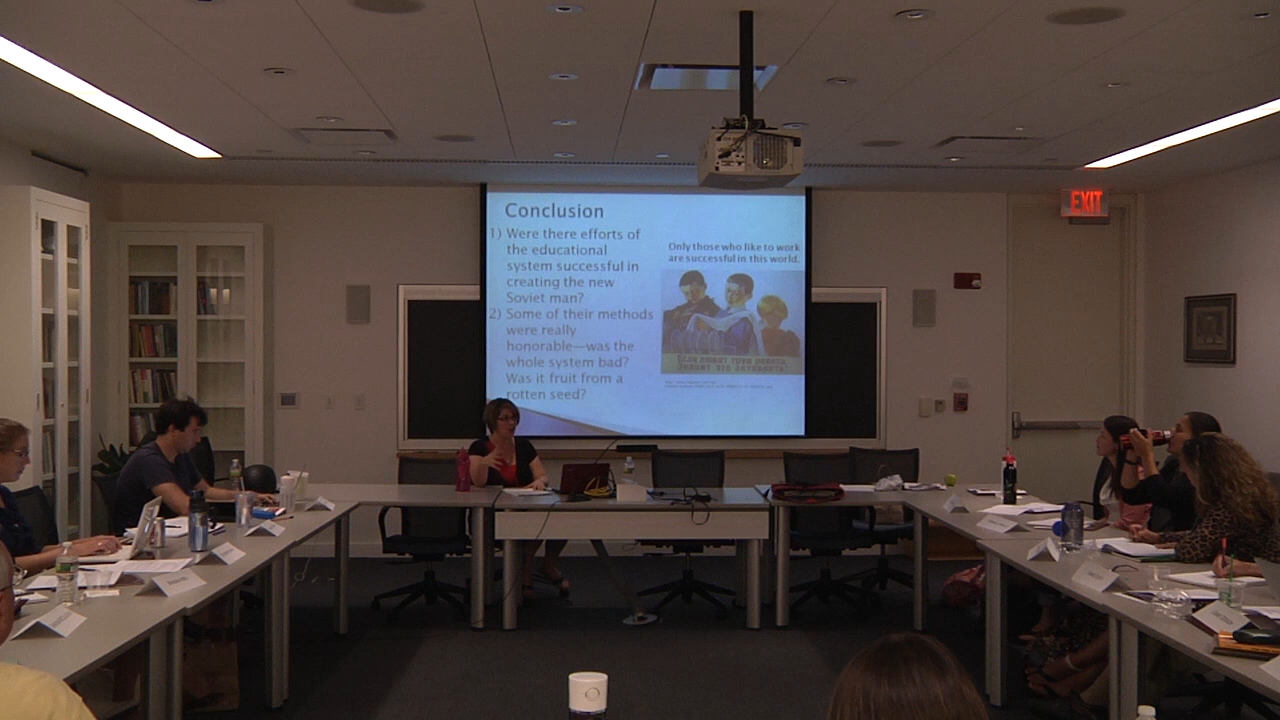 Conclusion
1) Were there efforts of
the educational
system successful in
creating the new
Soviet man?
2) Some of their methods
were really
honorable—was the
whole system bad?
Was it fruit from a
rotten seed?
Only those who like to work
are successful in this world.
EXIT